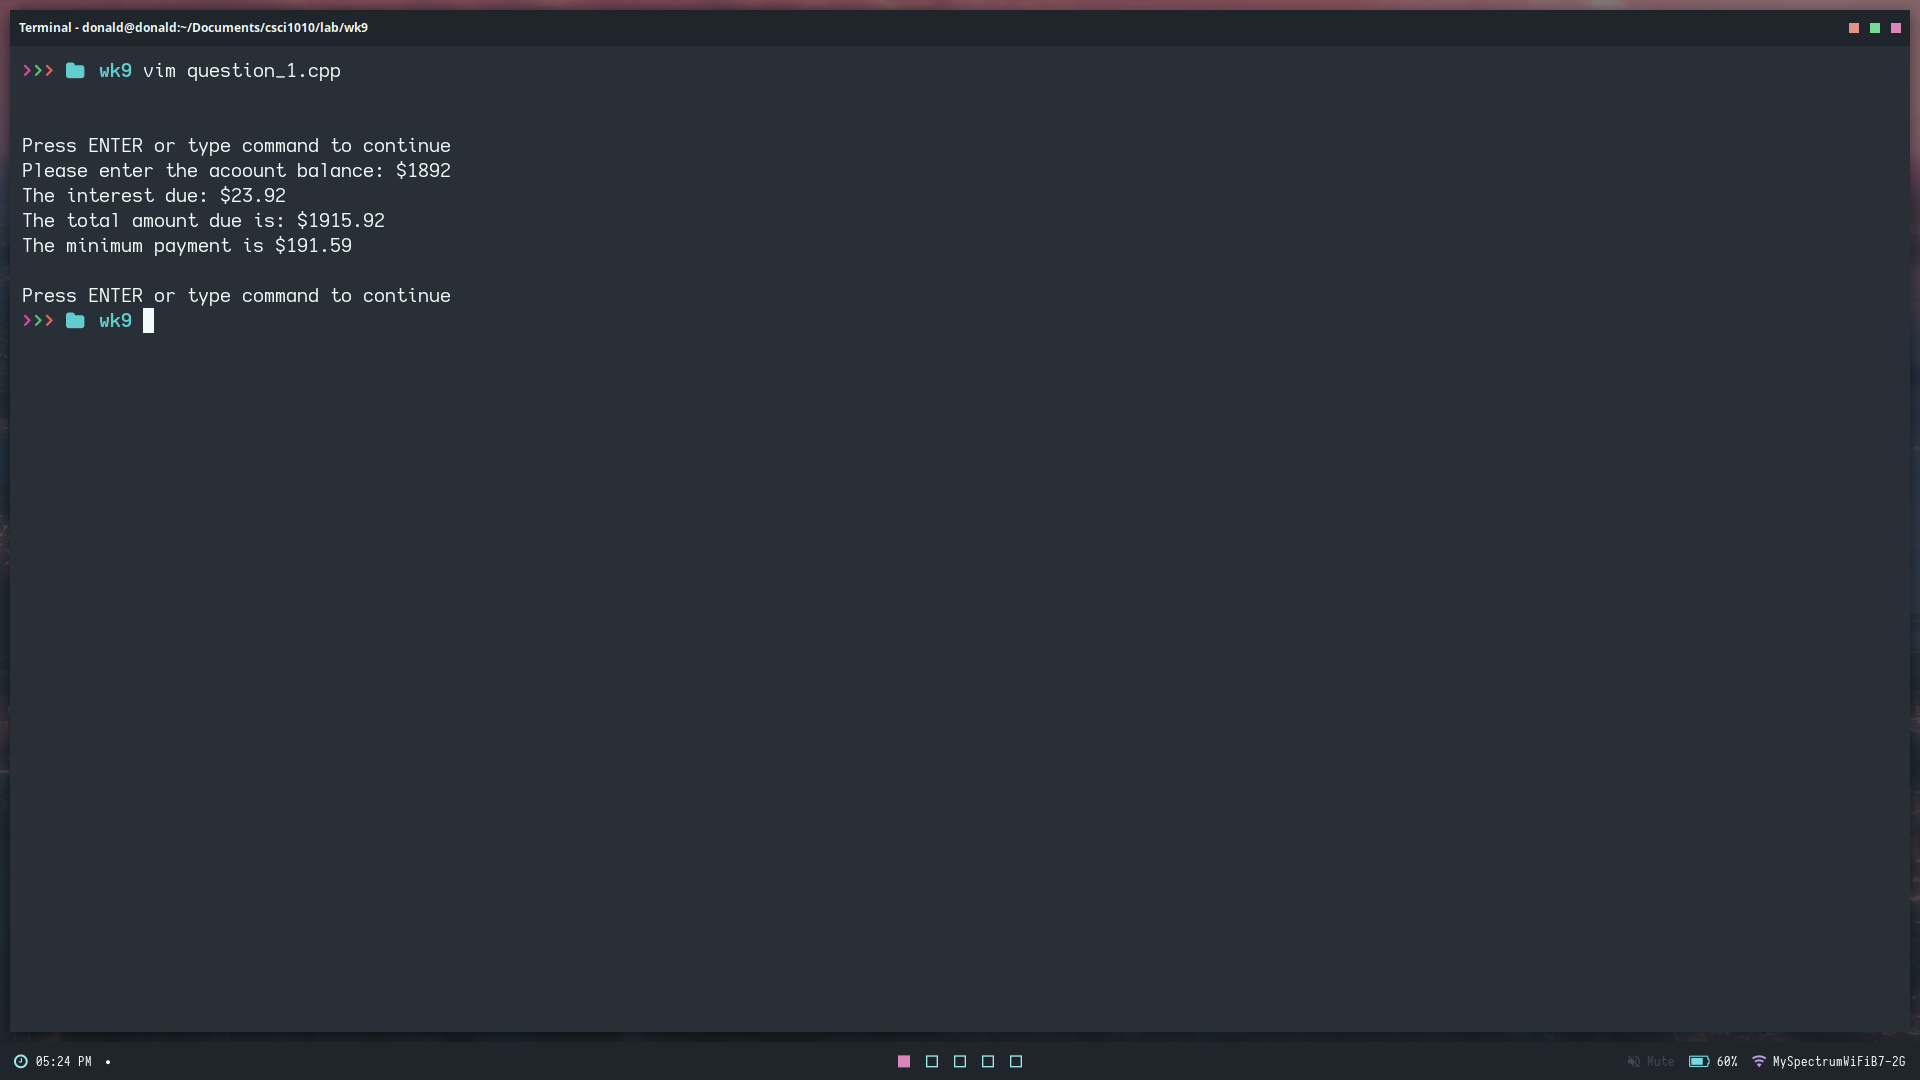 Terminal - donald@donald:~/Documents/csci1010/lab/wk9
>>> wk9 vim question_1.cpp
Press ENTER or type command to continue
Please enter the acoount balance: $1892
The interest due: $23.92
The total amount due is: $1915.92
The minimum payment is $191.59
Press ENTER or type command to continue
>>> wk9
05:24 PM •
Mute 60% MySpectrumWiFiB7-2G